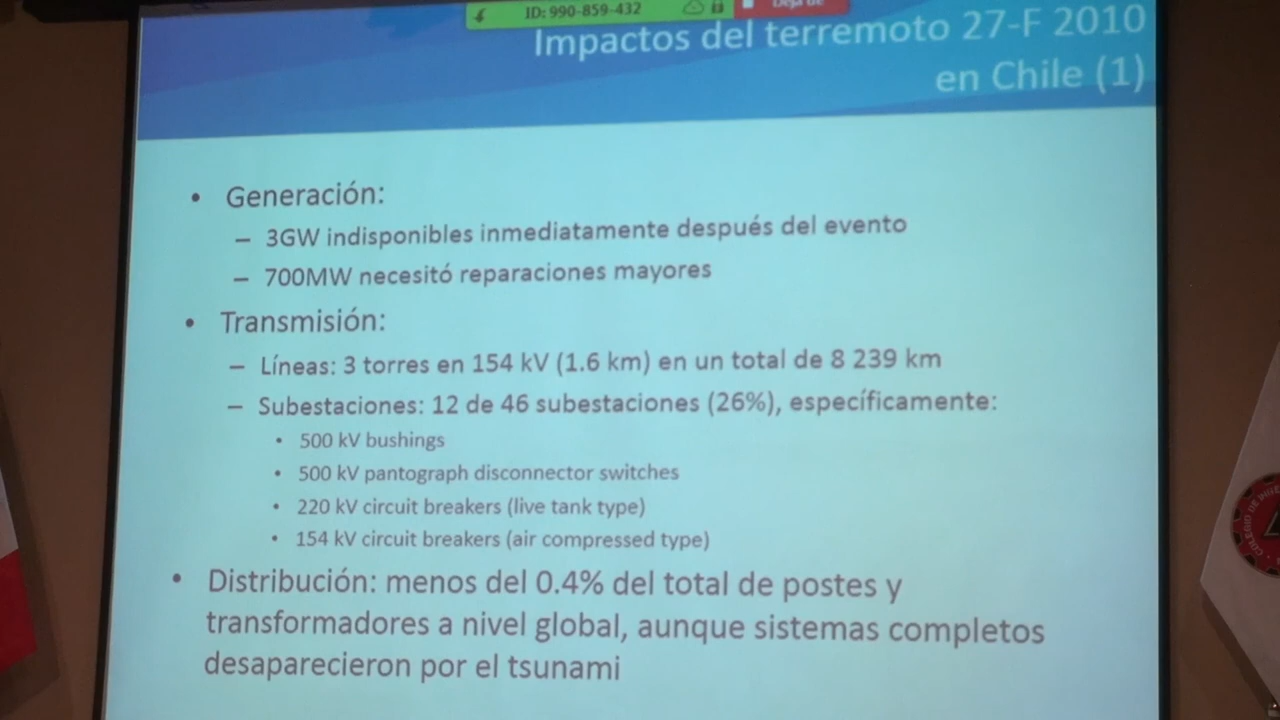 ID: 990-859-432
Deja de
Impactos del terremoto 27-F 2010
en Chile (1)
• Generación:
– 3GW indisponibles inmediatamente después del evento
– 700MW necesitó reparaciones mayores
• Transmisión:
– Líneas: 3 torres en 154 kV (1.6 km) en un total de 8 239 km
– Subestaciones: 12 de 46 subestaciones (26%), específicamente:
• 500 kV bushings
• 500 kV pantograph disconnector switches
• 220 kV circuit breakers (live tank type)
• 154 kV circuit breakers (air compressed type)
• Distribución: menos del 0.4% del total de postes y
transformadores a nivel global, aunque sistemas completos
desaparecieron por el tsunami
COLEGIO DE